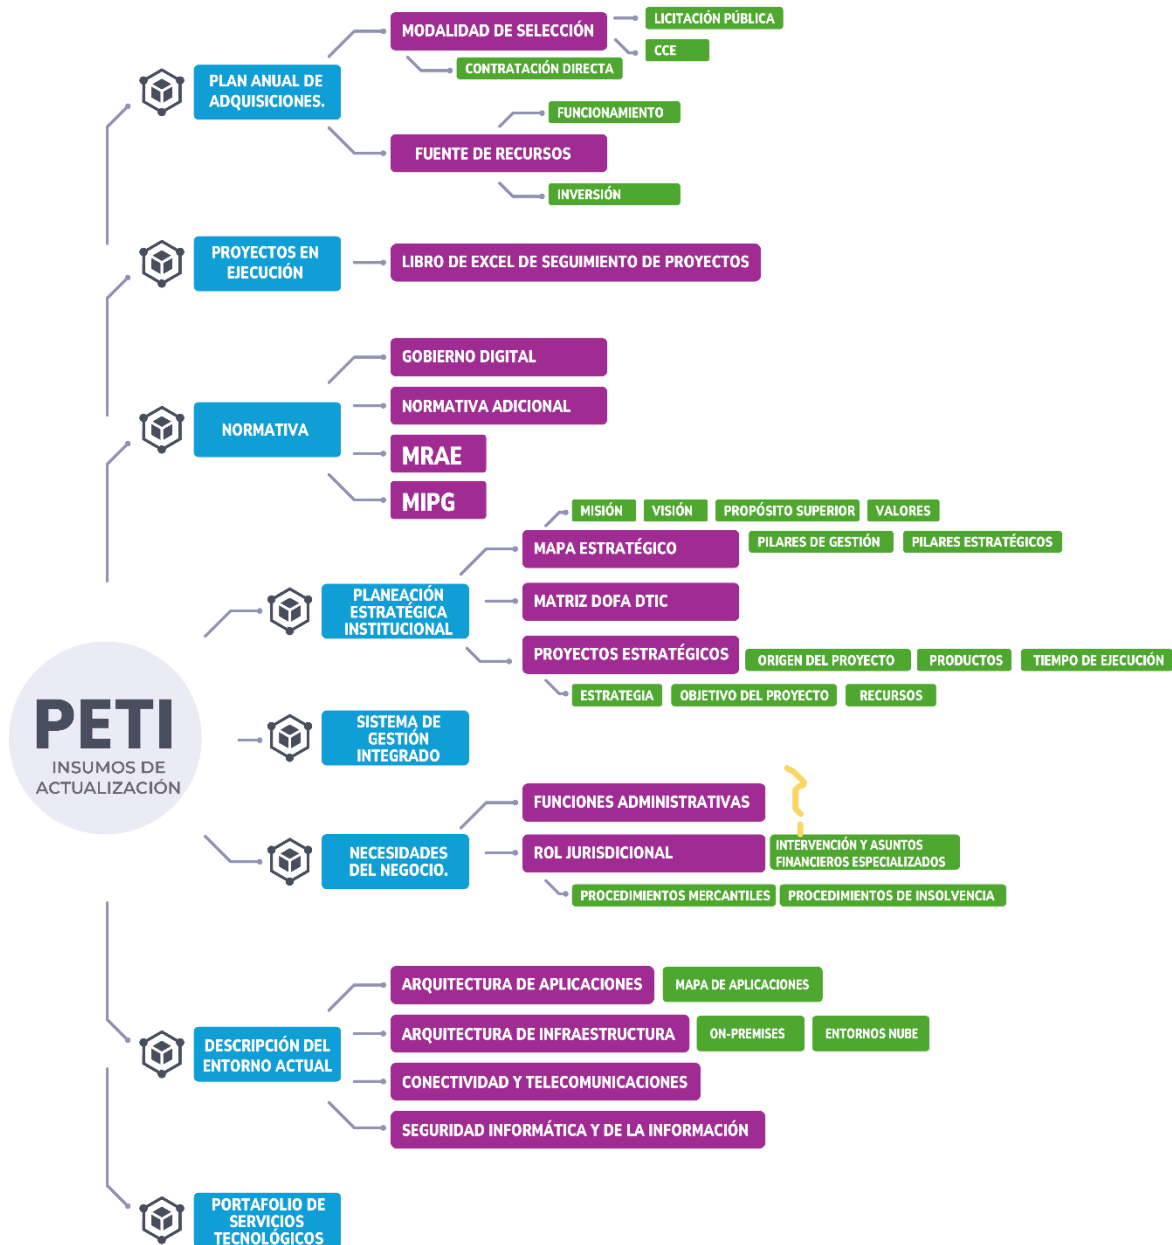 MODALIDAD DE SELECCIÓN
LICITACIÓN PÚBLICA
CCE
CONTRATACIÓN DIRECTA
PLAN ANUAL DE
ADQUISICIONES.
FUNCIONAMIENTO
FUENTE DE RECURSOS
INVERSIÓN
PROYECTOS EN
EJECUCIÓN
LIBRO DE EXCEL DE SEGUIMIENTO DE PROYECTOS
GOBIERNO DIGITAL
NORMATIVA ADICIONAL
NORMATIVA
MRAE
MIPG
MISIÓN
VISIÓN
PROPÓSITO SUPERIOR
VALORES
MAPA ESTRATÉGICO
PILARES DE GESTIÓN
PILARES ESTRATÉGICOS
PLANEACIÓN
ESTRATÉGICA
INSTITUCIONAL
MATRIZ DOFA DTIC
PROYECTOS ESTRATÉGICOS
ORIGEN DEL PROYECTO
PRODUCTOS
TIEMPO DE EJECUCIÓN
ESTRATEGIA
OBJETIVO DEL PROYECTO
RECURSOS
PETI
INSUMOS DE
ACTUALIZACIÓN
SISTEMA DE
GESTIÓN
INTEGRADO
FUNCIONES ADMINISTRATIVAS
NECESIDADES
DEL NEGOCIO.
ROL JURISDICIONAL
INTERVENCIÓN Y ASUNTOS
FINANCIEROS ESPECIALIZADOS
PROCEDIMIENTOS MERCANTILES
PROCEDIMIENTOS DE INSOLVENCIA
ARQUITECTURA DE APLICACIONES
MAPA DE APLICACIONES
ARQUITECTURA DE INFRAESTRUCTURA
ON-PREMISES
ENTORNOS NUBE
DESCRIPCIÓN DEL
ENTORNO ACTUAL
CONECTIVIDAD Y TELECOMUNICACIONES
SEGURIDAD INFORMÁTICA Y DE LA INFORMACIÓN
PORTAFOLIO DE
SERVICIOS
TECNOLÓGICOS